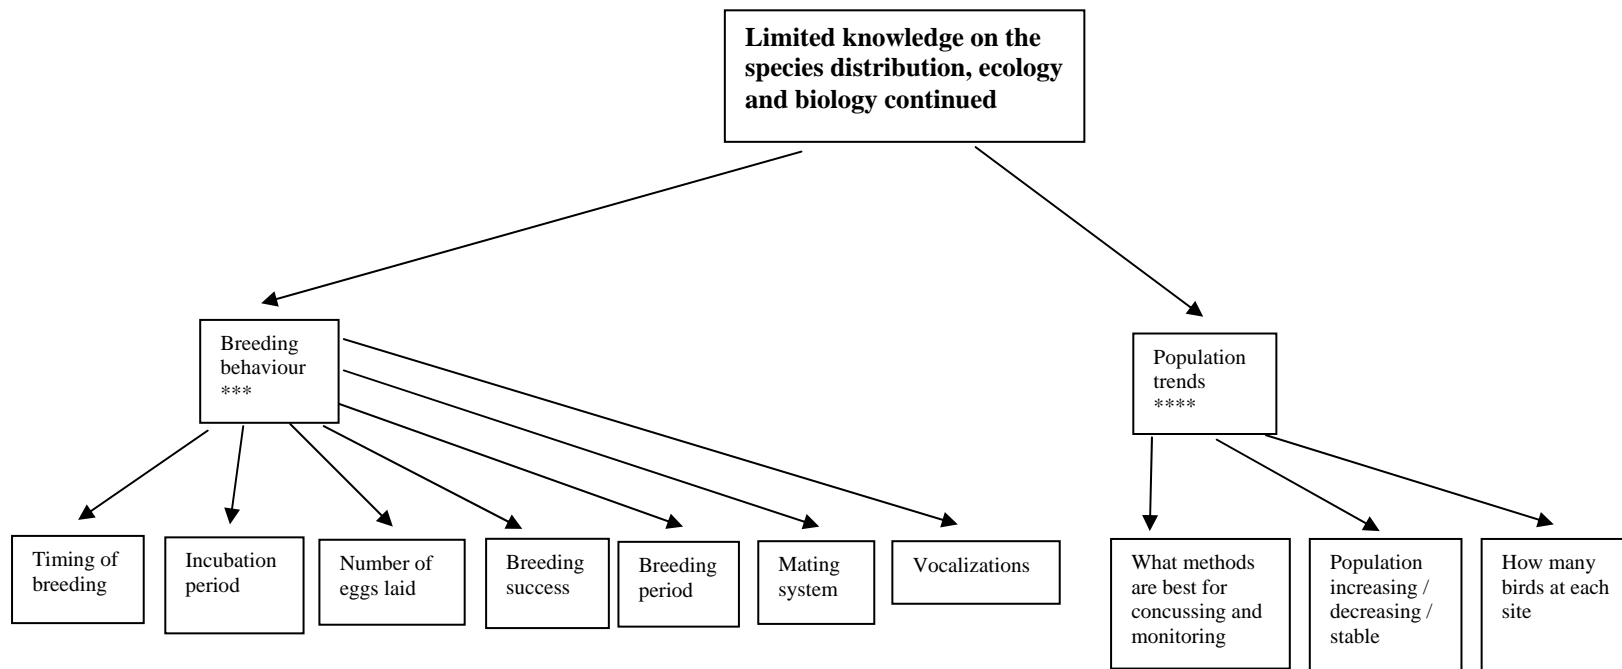 Limited knowledge on the
species distribution, ecology
and biology continued
Breeding
behaviour
***
Population
trends
****
Timing of
breeding
Incubation
period
Number of
eggs laid
Breeding
success
Breeding
period
Mating
system
Vocalizations
What methods
are best for
concussing and
monitoring
Population
increasing /
decreasing /
stable
How many
birds at each
site